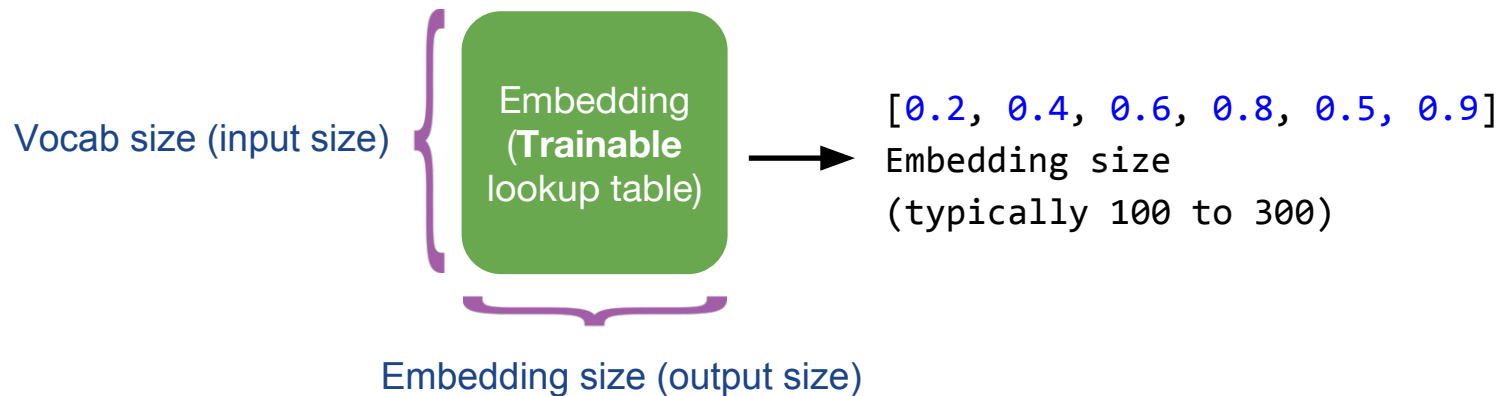 Vocab size (input size)
Embedding
(Trainable
lookup table)
[0.2, 0.4, 0.6, 0.8, 0.5, 0.9]
Embedding size
(typically 100 to 300)
Embedding size (output size)